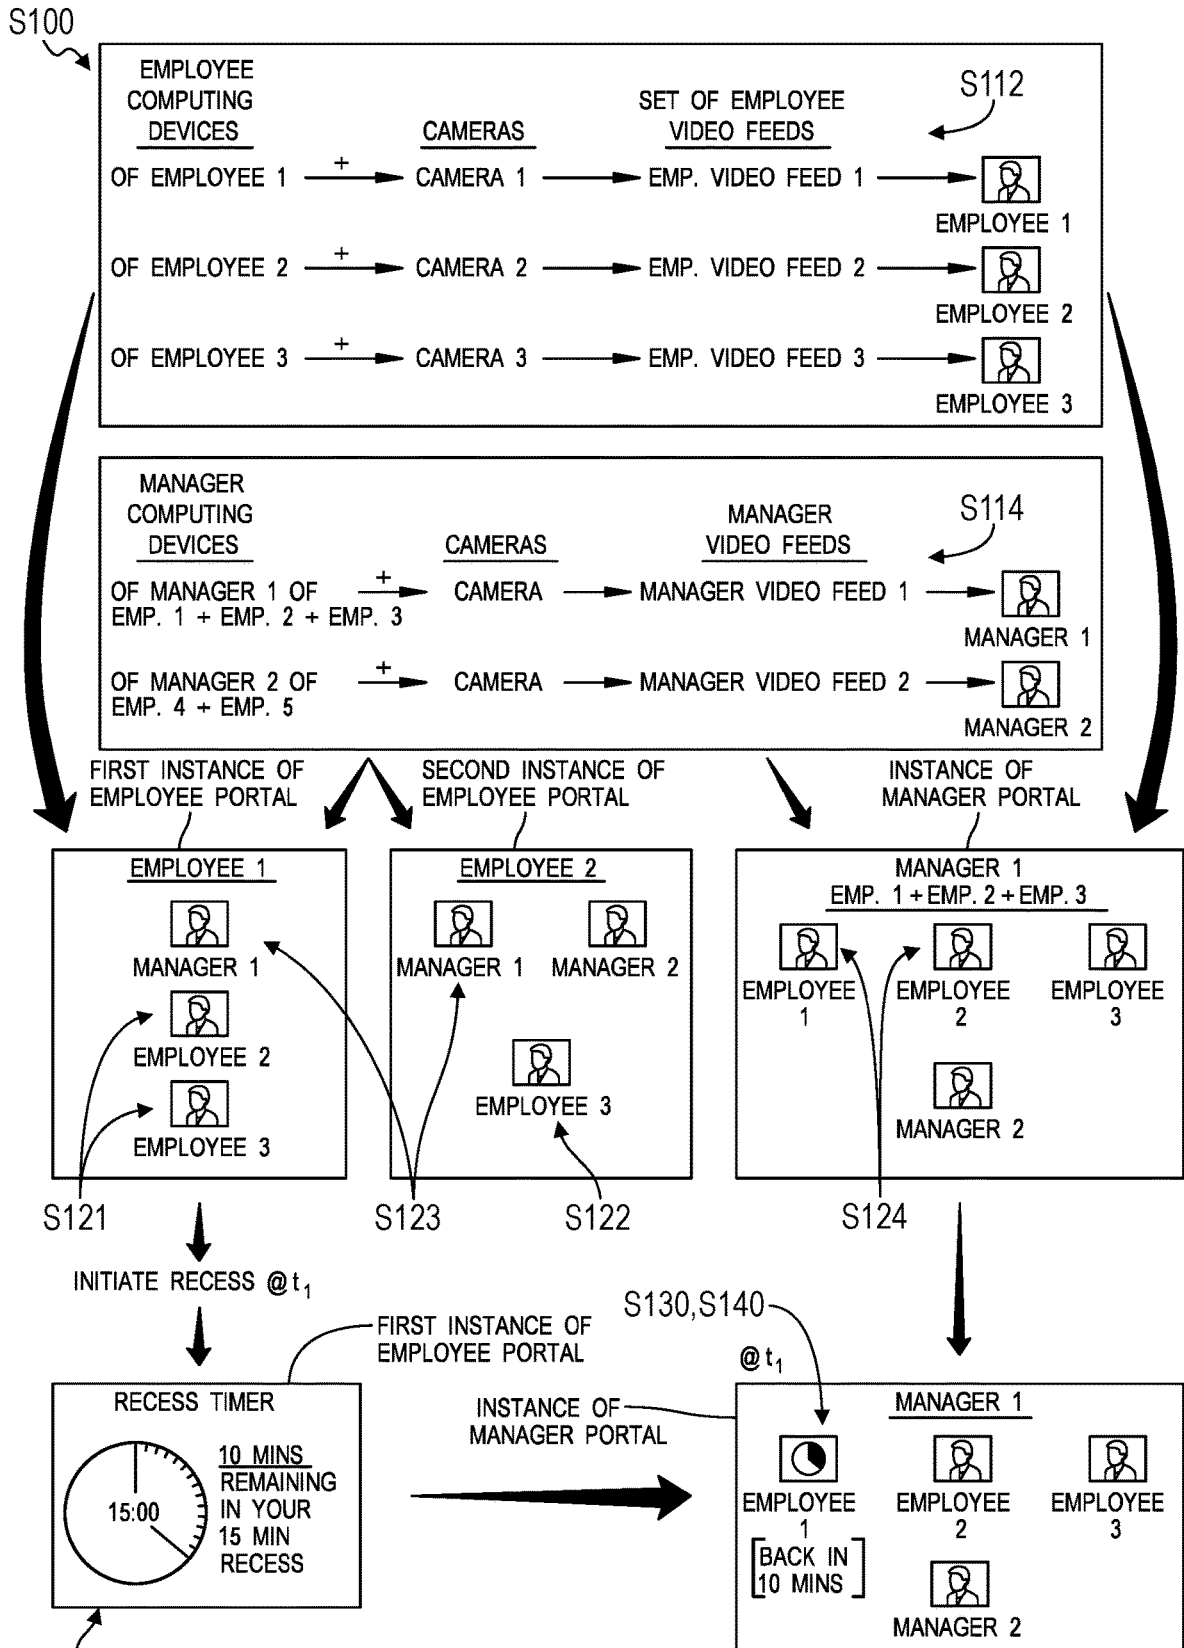 S100
EMPLOYEE
COMPUTING
DEVICES
CAMERAS
SET OF EMPLOYEE
VIDEO FEEDS
S112
OF EMPLOYEE 1 + CAMERA 1 EMP. VIDEO FEED 1
EMPLOYEE 1
OF EMPLOYEE 2 + CAMERA 2 EMP. VIDEO FEED 2
EMPLOYEE 2
OF EMPLOYEE 3 + CAMERA 3 EMP. VIDEO FEED 3
EMPLOYEE 3
MANAGER
COMPUTING
DEVICES
CAMERAS
MANAGER
VIDEO FEEDS
S114
OF MANAGER 1 OF + CAMERA MANAGER VIDEO FEED 1
EMP. 1 + EMP. 2 + EMP. 3
MANAGER 1
OF MANAGER 2 OF + CAMERA MANAGER VIDEO FEED 2
EMP. 4 + EMP. 5
MANAGER 2
FIRST INSTANCE OF
EMPLOYEE PORTAL
SECOND INSTANCE OF
EMPLOYEE PORTAL
INSTANCE OF
MANAGER PORTAL
EMPLOYEE 1
MANAGER 1
EMPLOYEE 2
EMPLOYEE 3
EMPLOYEE 2
MANAGER 1 MANAGER 2
EMPLOYEE 3
MANAGER 1
EMP. 1 + EMP. 2 + EMP. 3
EMPLOYEE
1
EMPLOYEE
2
EMPLOYEE
3
MANAGER 2
S121
S123
S122
S124
INITIATE RECESS @t1
FIRST INSTANCE OF
EMPLOYEE PORTAL
RECESS TIMER
15:00
10 MINS
REMAINING
IN YOUR
15 MIN
RECESS
INSTANCE OF
MANAGER PORTAL
S130,S140
@t1
MANAGER 1
EMPLOYEE
1
[BACK IN
10 MINS]
EMPLOYEE
2
EMPLOYEE
3
MANAGER 2